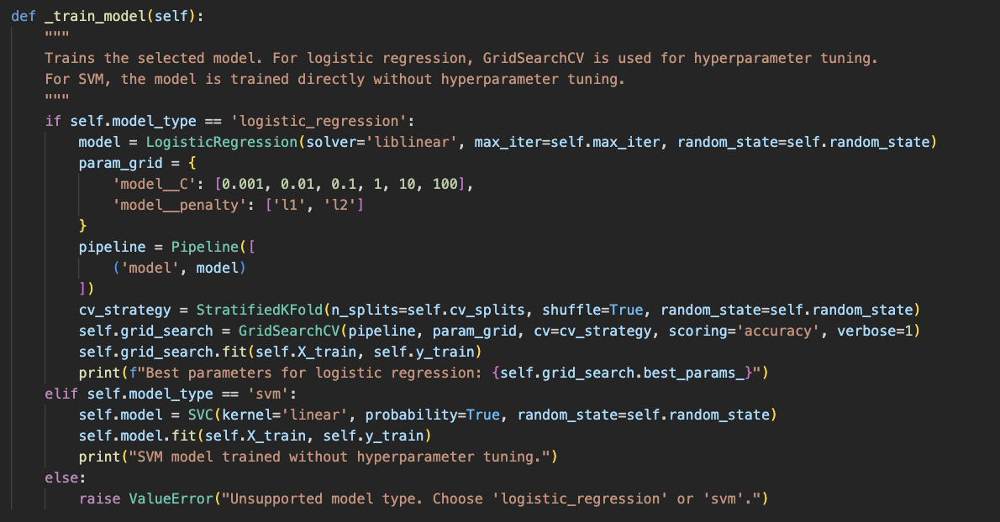 def _train_model(self):
    """
    Trains the selected model. For logistic regression, GridSearchCV is used for hyperparameter tuning.
    For SVM, the model is trained directly without hyperparameter tuning.
    """
    if self.model_type == 'logistic_regression':
        model = LogisticRegression(solver='liblinear', max_iter=self.max_iter, random_state=self.random_state)
        param_grid = {
            'model__C': [0.001, 0.01, 0.1, 1, 10, 100],
            'model__penalty': ['l1', 'l2']
        }
        pipeline = Pipeline([
            ('model', model)
        ])
        cv_strategy = StratifiedKFold(n_splits=self.cv_splits, shuffle=True, random_state=self.random_state)
        self.grid_search = GridSearchCV(pipeline, param_grid, cv=cv_strategy, scoring='accuracy', verbose=1)
        self.grid_search.fit(self.X_train, self.y_train)
        print(f"Best parameters for logistic regression: {self.grid_search.best_params_}")
    elif self.model_type == 'svm':
        self.model = SVC(kernel='linear', probability=True, random_state=self.random_state)
        self.model.fit(self.X_train, self.y_train)
        print("SVM model trained without hyperparameter tuning.")
    else:
        raise ValueError("Unsupported model type. Choose 'logistic_regression' or 'svm'.")